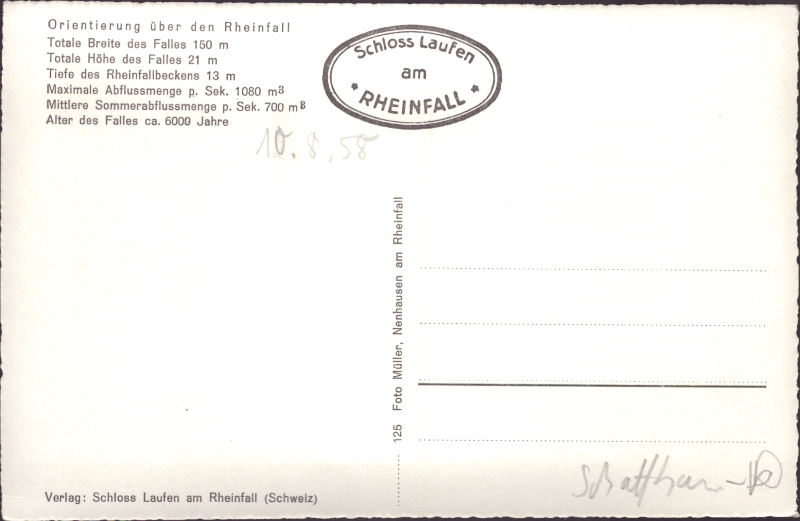 Orientierung über den Rheinfall
Totale Breite des Falles 150 m
Totale Höhe des Falles 21 m
Tiefe des Rheinfallbeckens 13 m
Maximale Abflussmenge p. Sek. 1080 m³
Mittlere Sommerabflussmenge p. Sek. 700 m³
Alter des Falles ca. 6000 Jahre
Schloss Laufen
am
* RHEINFALL *
10.8.58
125 Foto Müller, Nenhausen am Rheinfall
Verlag: Schloss Laufen am Rheinfall (Schweiz)